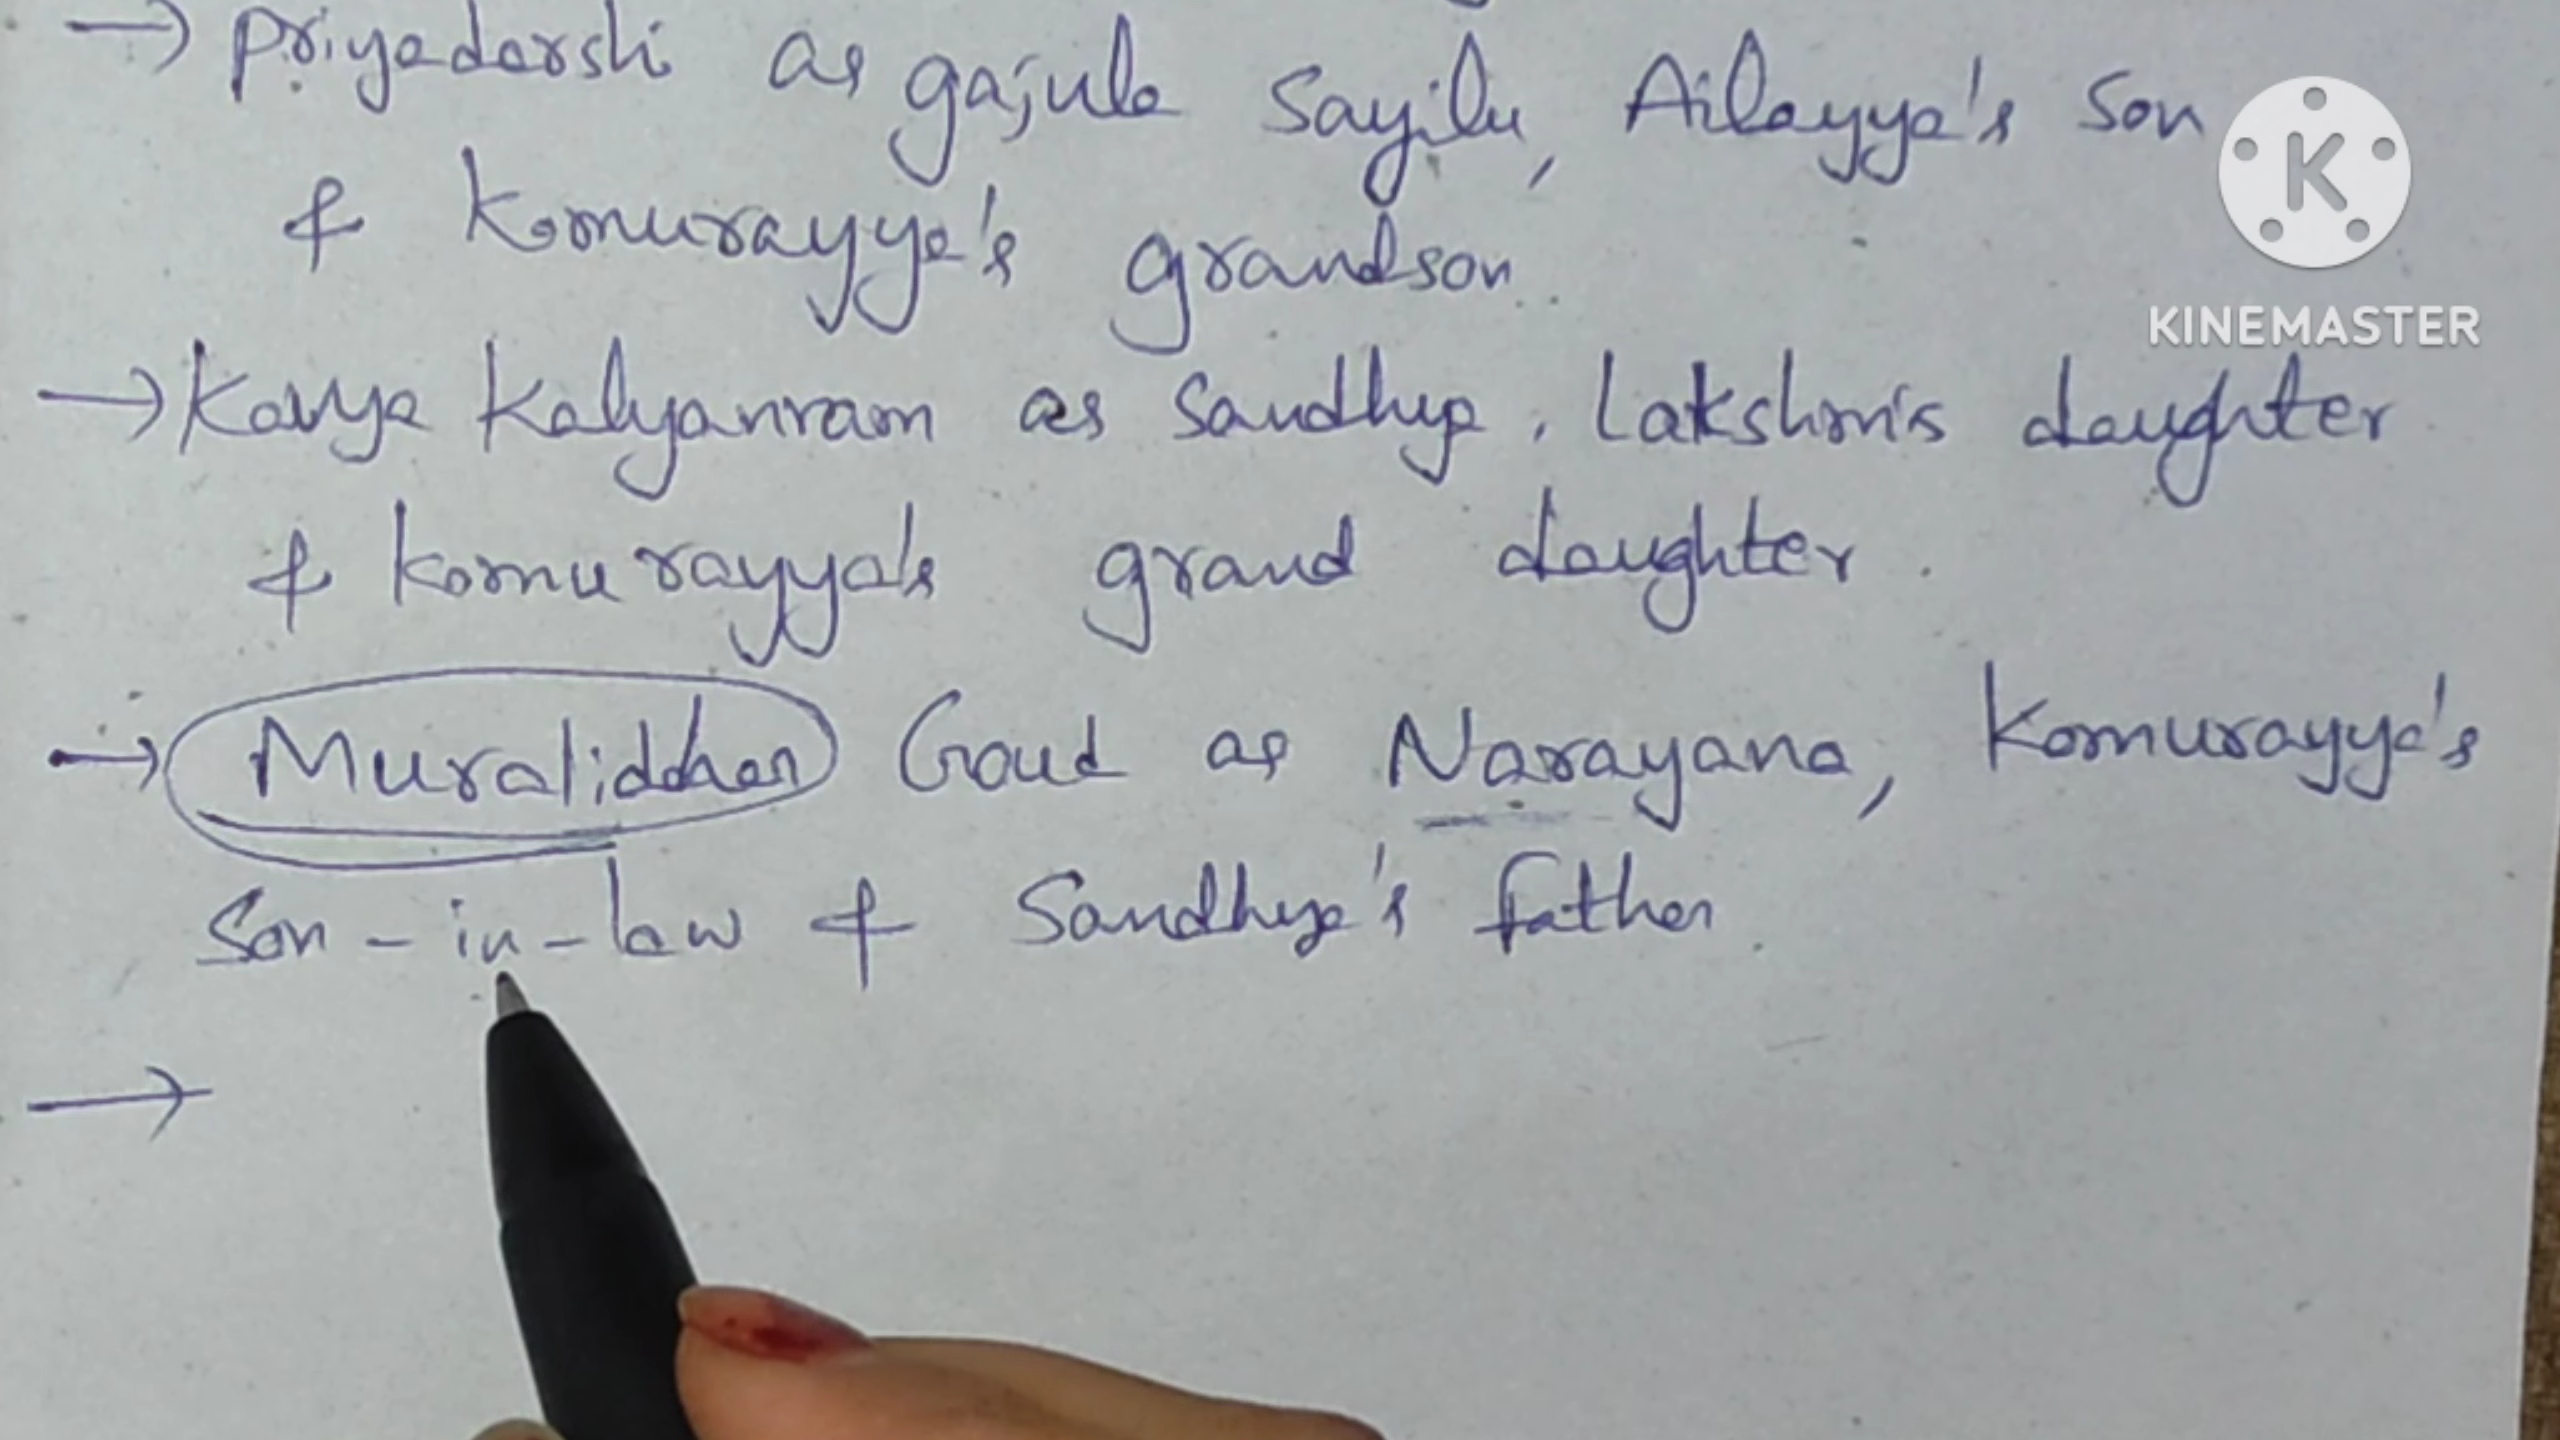 → Priyadarshi as gajula Sayilu, Ailayya's Son
& Komurayya's grandson.
→ Kavya Kalyanram as Sandhya, Lakshmi's daughter
& Komurayya's grand daughter.
→ Muraliddhar Goud as Narayana, Komurayya's
Son-in-law & Sandhya's father.
→
K
KINEMASTER